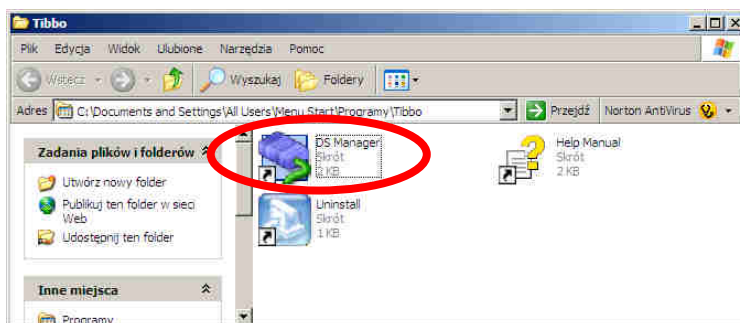 Tibbo
Plik Edycja Widok Ulubione Narzędzia Pomoc
Wstecz Wyszukaj Foldery
Adres C:\Documents and Settings\All Users\Menu Start\Programy\Tibbo Przejdź Norton AntiVirus
Zadania plików i folderów
Utwórz nowy folder
Publikuj ten folder w sieci
Web
Udostępnij ten folder
Inne miejsca
Programy
DS Manager
Skrót
2 KB
Help Manual
Skrót
2 KB
Uninstall
Skrót
1 KB